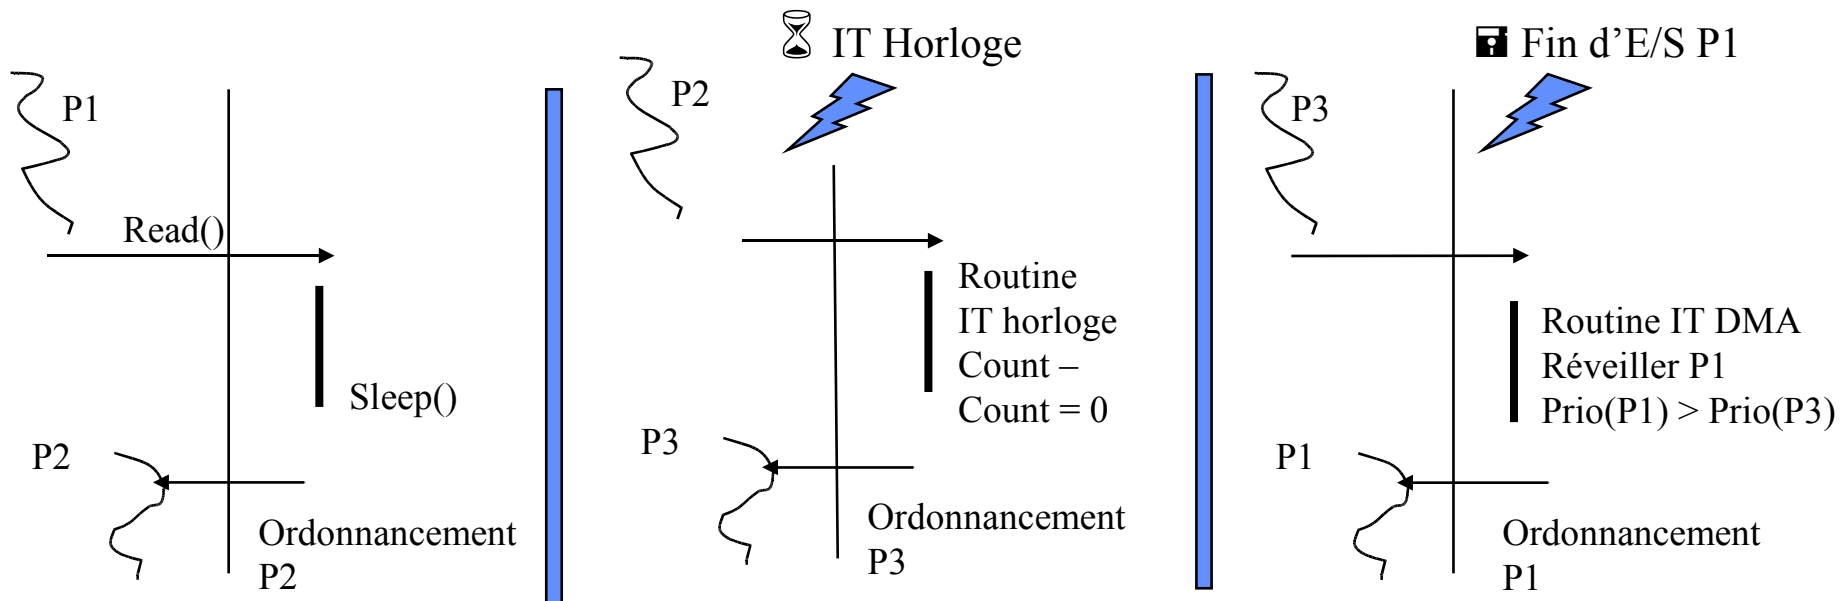 P1
Read()
Sleep()
P2
Ordonnancement
P2
IT Horloge
P2
Routine
IT horloge
Count –
Count = 0
P3
Ordonnancement
P3
Fin d’E/S P1
P3
Routine IT DMA
Réveiller P1
Prio(P1) > Prio(P3)
P1
Ordonnancement
P1